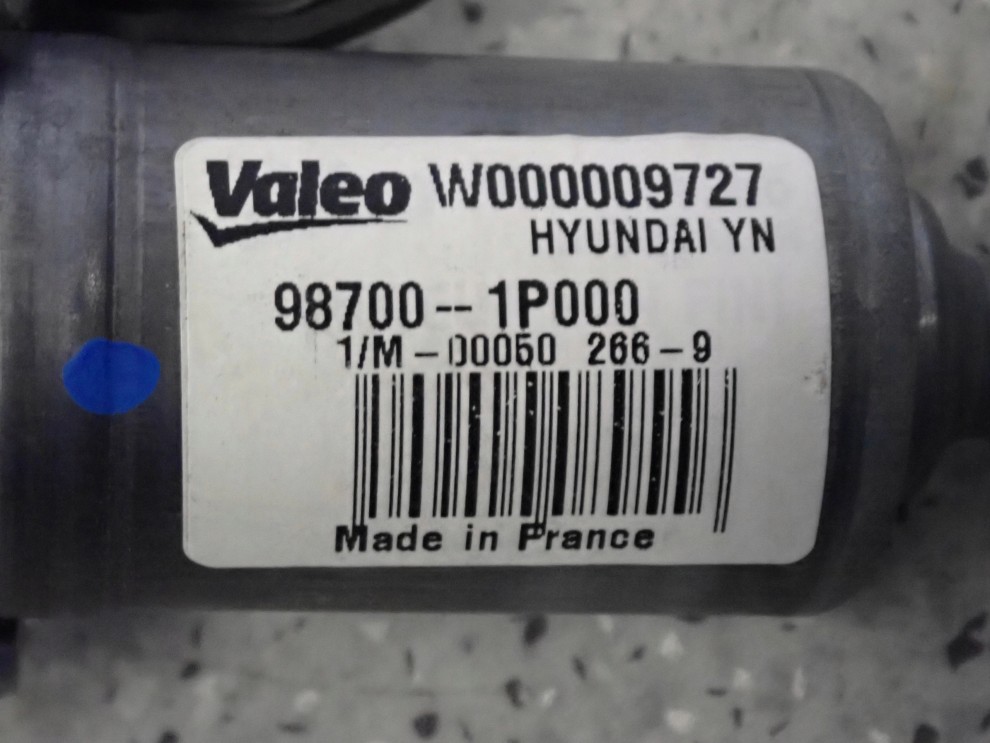 Valeo W000009727
HYUNDAI YN
98700--1P000
1/M-00050 266-9
Made in France